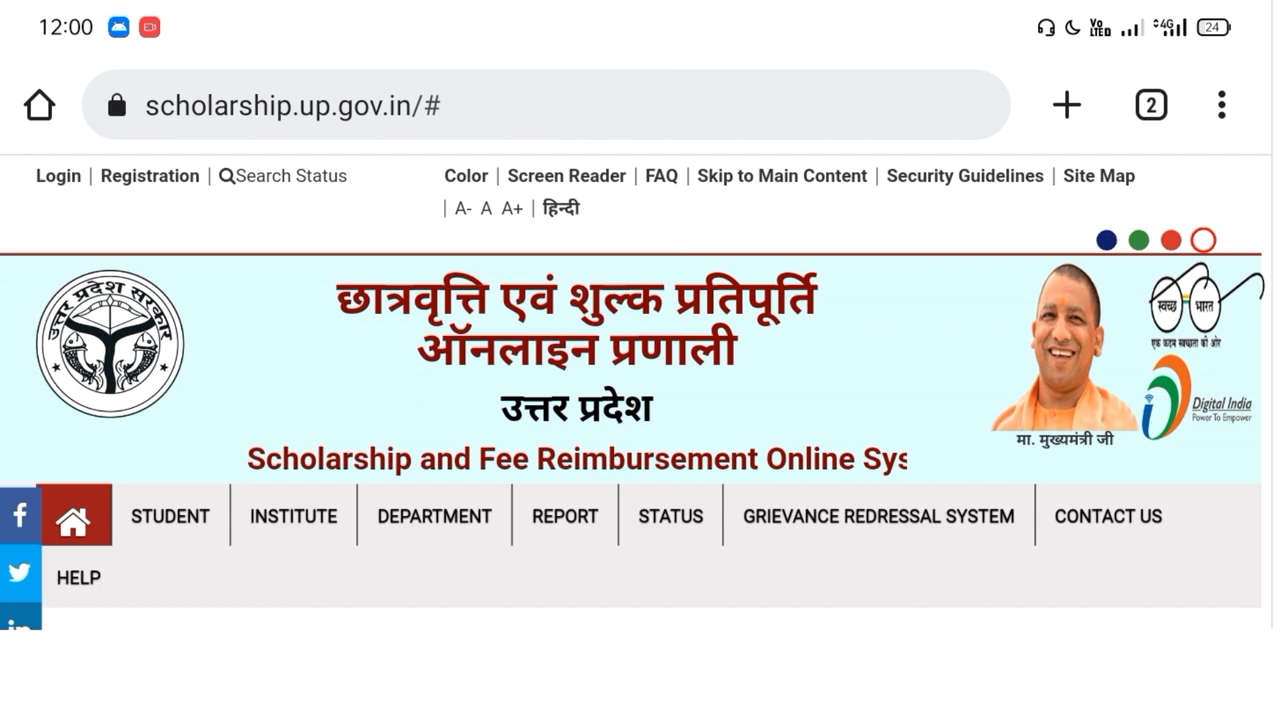 12:00
Vo LTED 4G 24
scholarship.up.gov.in/#
2
Login | Registration | Search Status
Color | Screen Reader | FAQ | Skip to Main Content | Security Guidelines | Site Map
| A- A A+ | हिन्दी
उत्तर प्रदेश सरकार
छात्रवृत्ति एवं शुल्क प्रतिपूर्ति
ऑनलाइन प्रणाली
उत्तर प्रदेश
Scholarship and Fee Reimbursement Online Sys
स्वच्छ भारत
एक कदम स्वच्छता की ओर
Digital India
Power To Empower
मा. मुख्यमंत्री जी
STUDENT INSTITUTE DEPARTMENT REPORT STATUS GRIEVANCE REDRESSAL SYSTEM CONTACT US
HELP